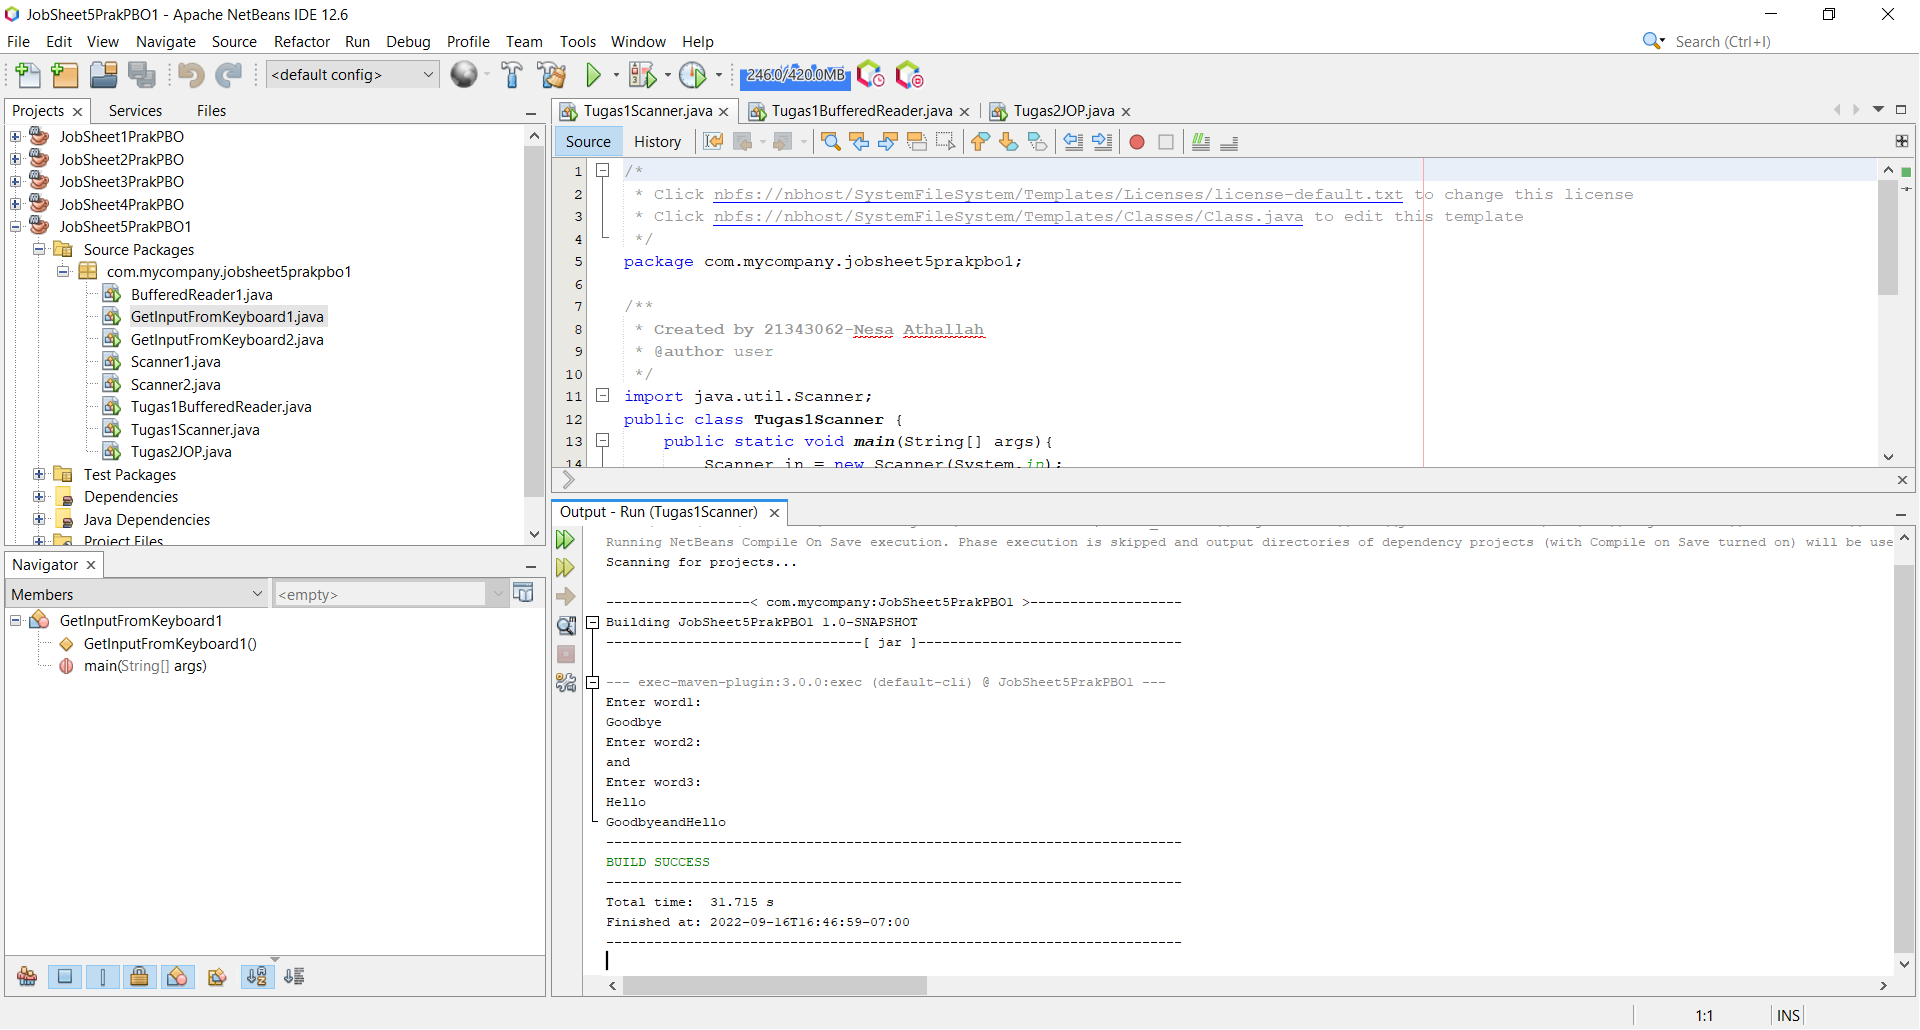 JobSheet5PrakPBO1 - Apache NetBeans IDE 12.6
File Edit View Navigate Source Refactor Run Debug Profile Team Tools Window Help
Search (Ctrl+I)
<default config>
246.0/420.0MB
Projects Services Files
JobSheet1PrakPBO
JobSheet2PrakPBO
JobSheet3PrakPBO
JobSheet4PrakPBO
JobSheet5PrakPBO1
Source Packages
com.mycompany.jobsheet5prakpbo1
BufferedReader1.java
GetInputFromKeyboard1.java
GetInputFromKeyboard2.java
Scanner1.java
Scanner2.java
Tugas1BufferedReader.java
Tugas1Scanner.java
Tugas2JOP.java
Test Packages
Dependencies
Java Dependencies
Project Files
Navigator
Members
<empty>
GetInputFromKeyboard1
GetInputFromKeyboard1()
main(String[] args)
Tugas1Scanner.java Tugas1BufferedReader.java Tugas2JOP.java
Source History
1 /*
2 * Click nbfs://nbhost/SystemFileSystem/Templates/Licenses/license-default.txt to change this license
3 * Click nbfs://nbhost/SystemFileSystem/Templates/Classes/Class.java to edit this template
4 */
5 package com.mycompany.jobsheet5prakpbo1;
6
7 /**
8 * Created by 21343062-Nesa Athallah
9 * @author user
10 */
11 import java.util.Scanner;
12 public class Tugas1Scanner {
13 public static void main(String[] args){
14 Scanner in = new Scanner(System.in);
Output - Run (Tugas1Scanner)
Running NetBeans Compile On Save execution. Phase execution is skipped and output directories of dependency projects (with Compile on Save turned on) will be use
Scanning for projects...
------------------< com.mycompany:JobSheet5PrakPBO1 >-------------------
Building JobSheet5PrakPBO1 1.0-SNAPSHOT
--------------------------------[ jar ]---------------------------------
--- exec-maven-plugin:3.0.0:exec (default-cli) @ JobSheet5PrakPBO1 ---
Enter word1:
Goodbye
Enter word2:
and
Enter word3:
Hello
GoodbyeandHello
------------------------------------------------------------------------
BUILD SUCCESS
------------------------------------------------------------------------
Total time:  31.715 s
Finished at: 2022-09-16T16:46:59-07:00
------------------------------------------------------------------------
1:1 INS